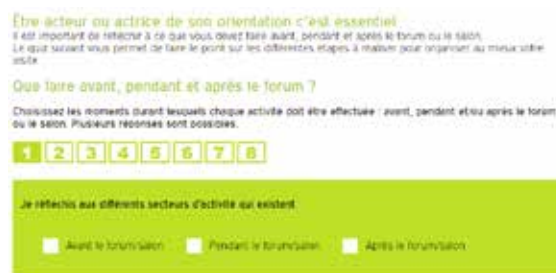 Être acteur ou actrice de son orientation c'est essentiel
Il est important de réfléchir à ce que vous devez faire avant, pendant et après le forum ou le salon.
Le quiz suivant vous permet de faire le point sur les différentes étapes à réaliser pour organiser au mieux votre
visite.
Que faire avant, pendant et après le forum ?
Choisissez les moments durant lesquels chaque activité doit être effectuée : avant, pendant et/ou après le forum
ou le salon. Plusieurs réponses sont possibles.
1 2 3 4 5 6 7 8
Je réfléchis aux différents secteurs d'activité qui existent
Avant le forum/salon Pendant le forum/salon Après le forum/salon